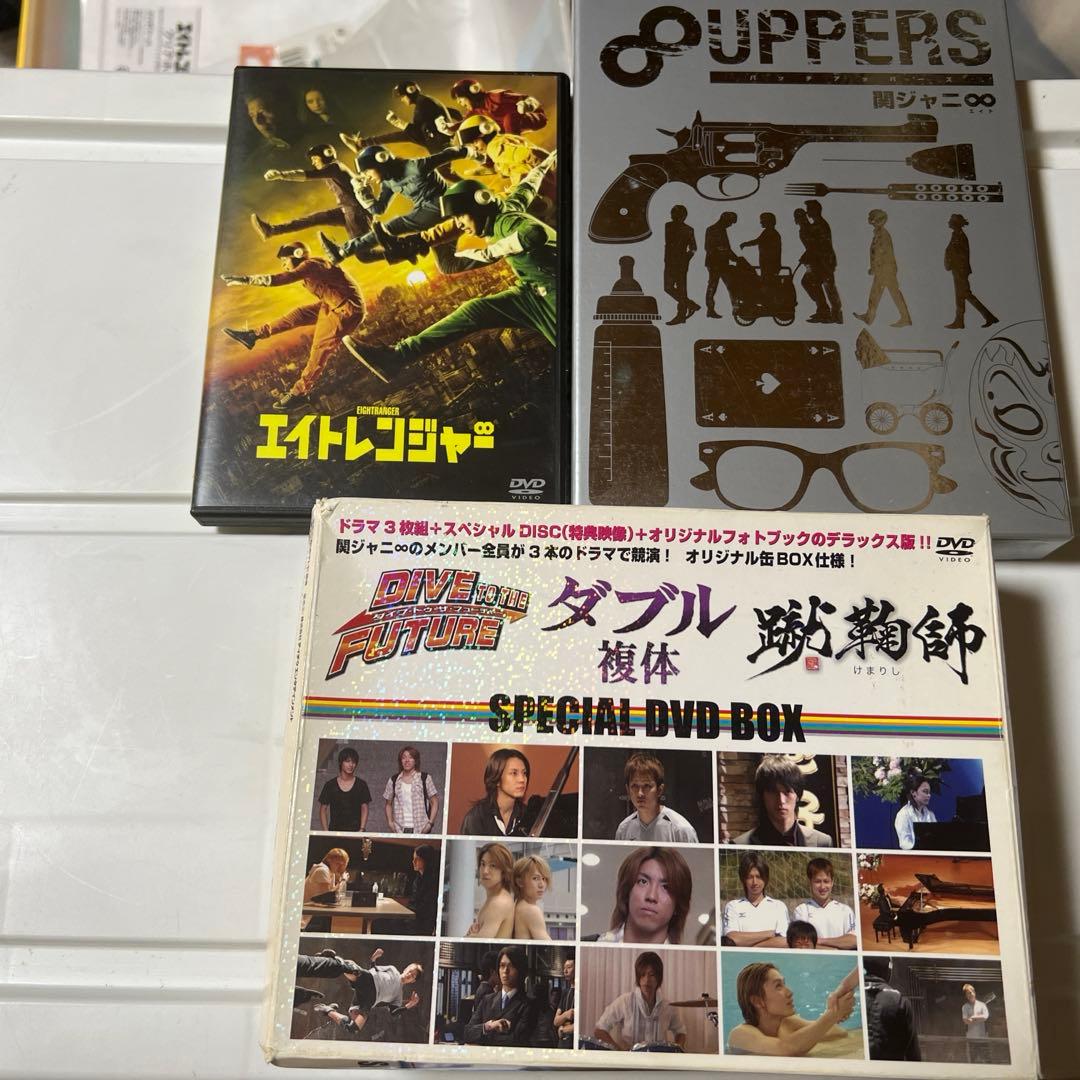 ∞UPPERS
パッチアッパーズ
関ジャニ∞
エイト
EIGHTRANGER
エイトレンジャー
∞
DVD
VIDEO
A
A
ドラマ3枚組+スペシャルDISC(特典映像)+オリジナルフォトブックのデラックス版!!
関ジャニ∞のメンバー全員が3本のドラマで競演! オリジナル缶BOX仕様!
DVD
VIDEO
DIVE TO THE
FUTURE
ダブル
複体
蹴鞠師
けまりし
SPECIAL DVD BOX